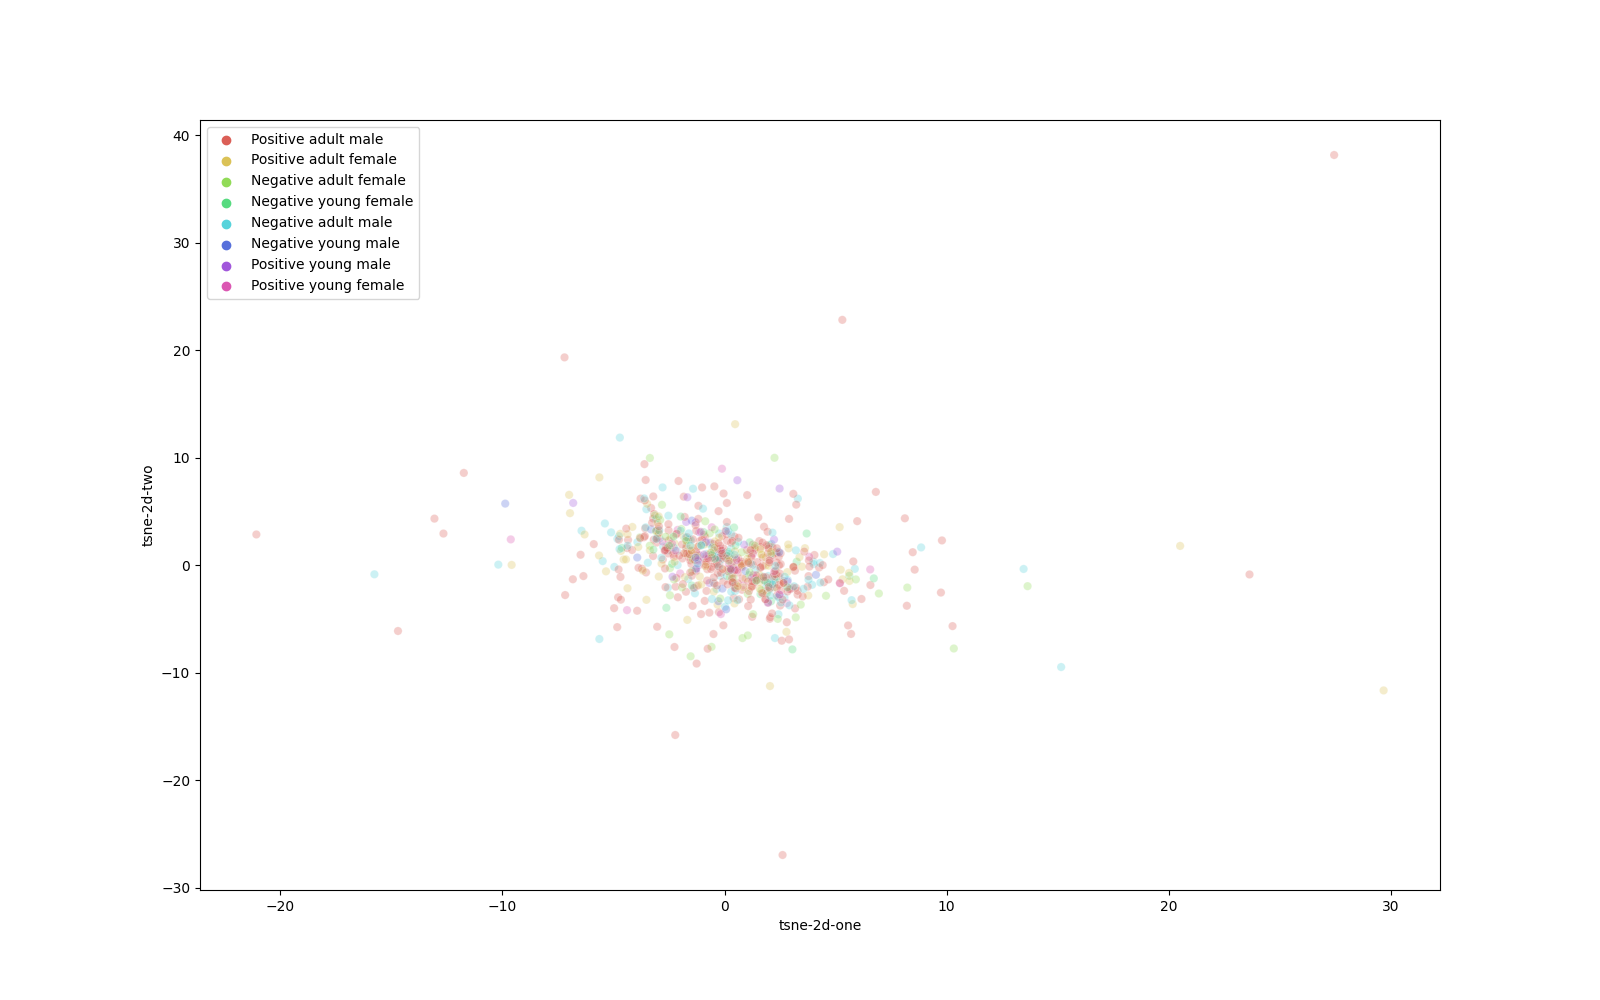 Positive adult male
Positive adult female
Negative adult female
Negative young female
Negative adult male
Negative young male
Positive young male
Positive young female
40
30
20
10
0
−10
−20
−30
tsne-2d-two
−20
−10
0
10
20
30
tsne-2d-one